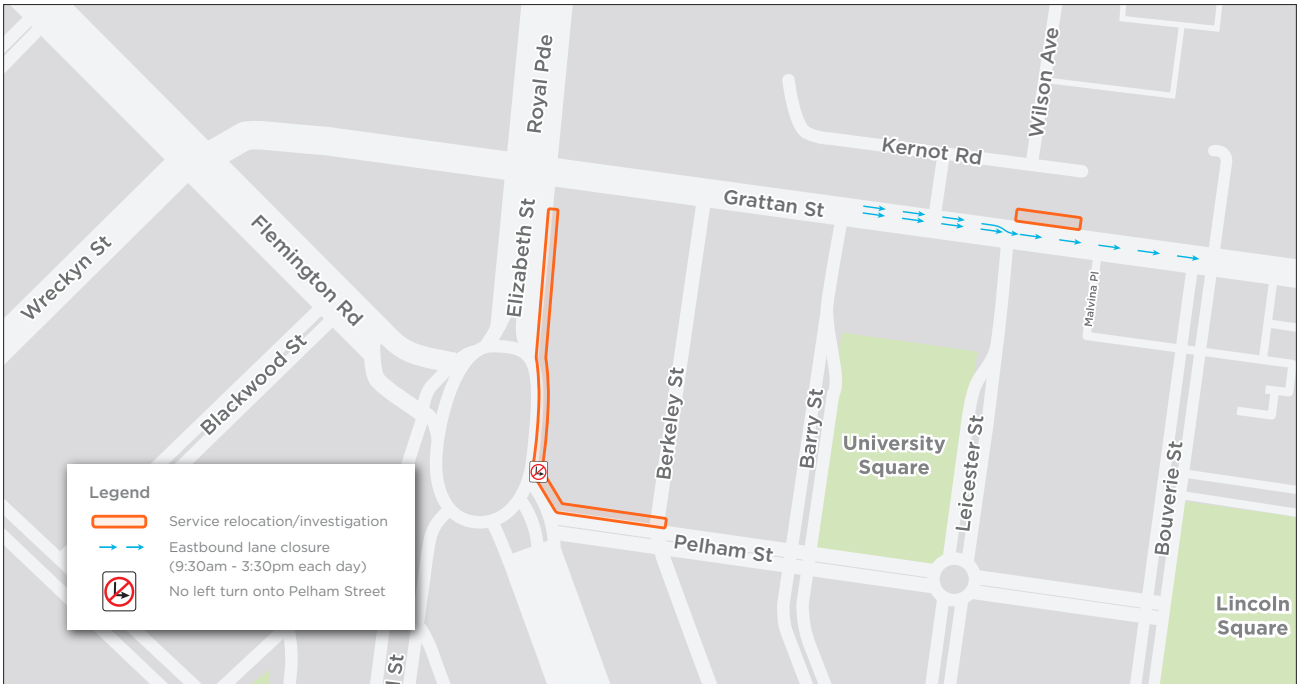 Royal Pde
Wilson Ave
Kernot Rd
Grattan St
Elizabeth St
Flemington Rd
Wreckyn St
Malvina Pl
Blackwood St
Berkeley St
Barry St
University
Square
Leicester St
Bouverie St
Pelham St
Lincoln
Square
Legend
Service relocation/investigation
Eastbound lane closure
(9:30am - 3:30pm each day)
No left turn onto Pelham Street
St